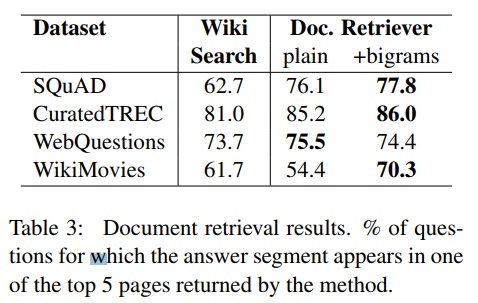 Dataset Wiki Doc. Retriever
Search plain +bigrams
SQuAD 62.7 76.1 77.8
CuratedTREC 81.0 85.2 86.0
WebQuestions 73.7 75.5 74.4
WikiMovies 61.7 54.4 70.3
Table 3: Document retrieval results. % of ques-
tions for which the answer segment appears in one
of the top 5 pages returned by the method.